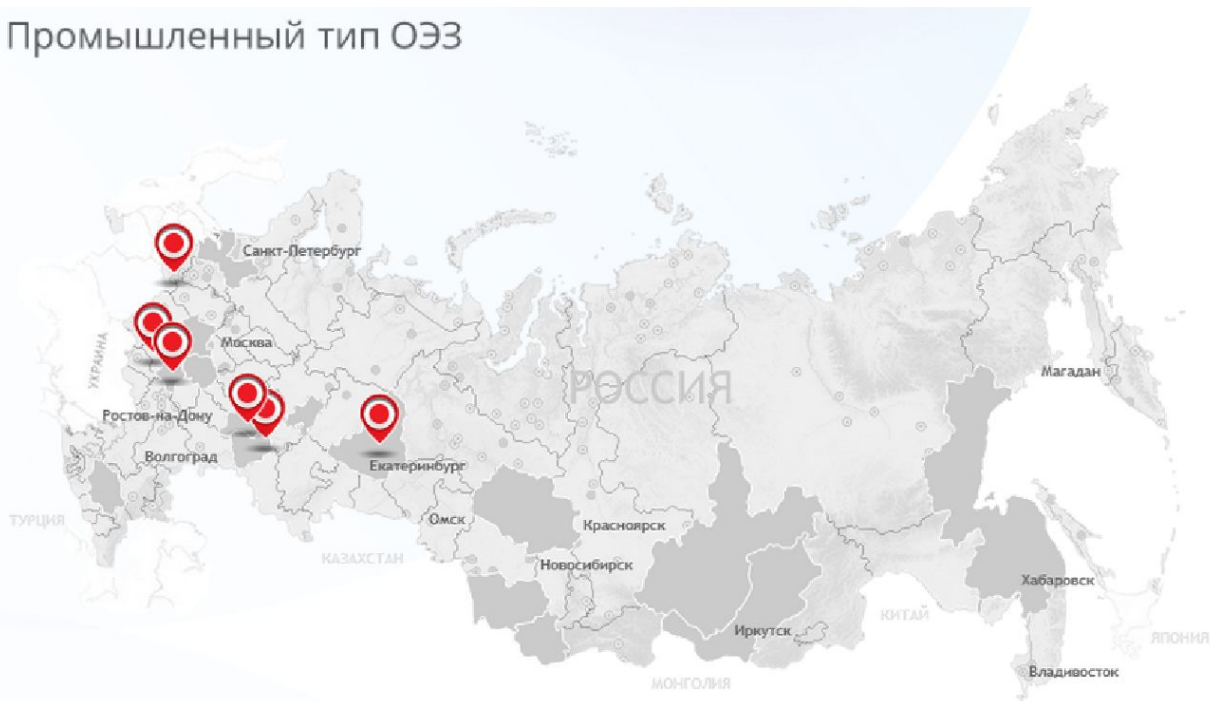 Промышленный тип ОЭЗ
Санкт-Петербург
УКРАИНА
Москва
РОССИЯ
Магадан
Ростов-на-Дону
Волгоград
Екатеринбург
ТУРЦИЯ
Омск
Красноярск
КАЗАХСТАН
Новосибирск
Хабаровск
КИТАЙ
Иркутск
ЯПОНИЯ
Владивосток
МОНГОЛИЯ